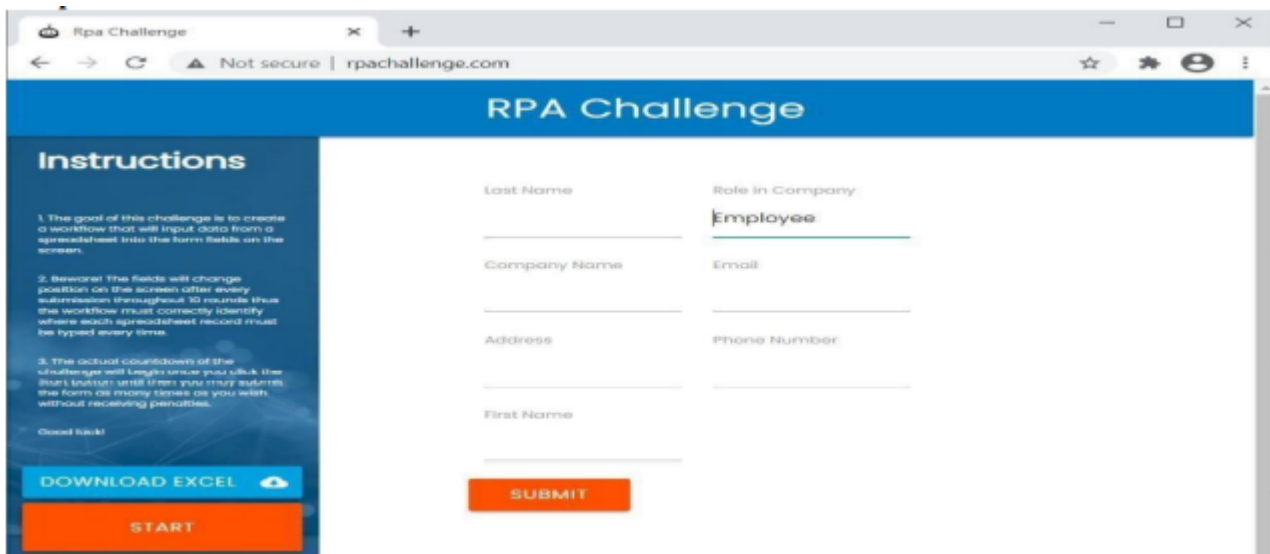 Rpa Challenge
Not secure | rpachallenge.com
RPA Challenge
Instructions
1. The goal of this challenge is to create
a workflow that will input data from a
spreadsheet into the form fields on the
screen.
2. Beware! The fields will change
position on the screen after every
submission throughout 10 rounds thus
the workflow must correctly identify
where each spreadsheet record must
be typed every time.
3. The actual countdown of the
challenge will begin once you click the
Start button until then you may submit
the form as many times as you wish
without receiving penalties.
Good luck!
DOWNLOAD EXCEL
START
Last Name
Role in Company
Employee
Company Name
Email
Address
Phone Number
First Name
SUBMIT